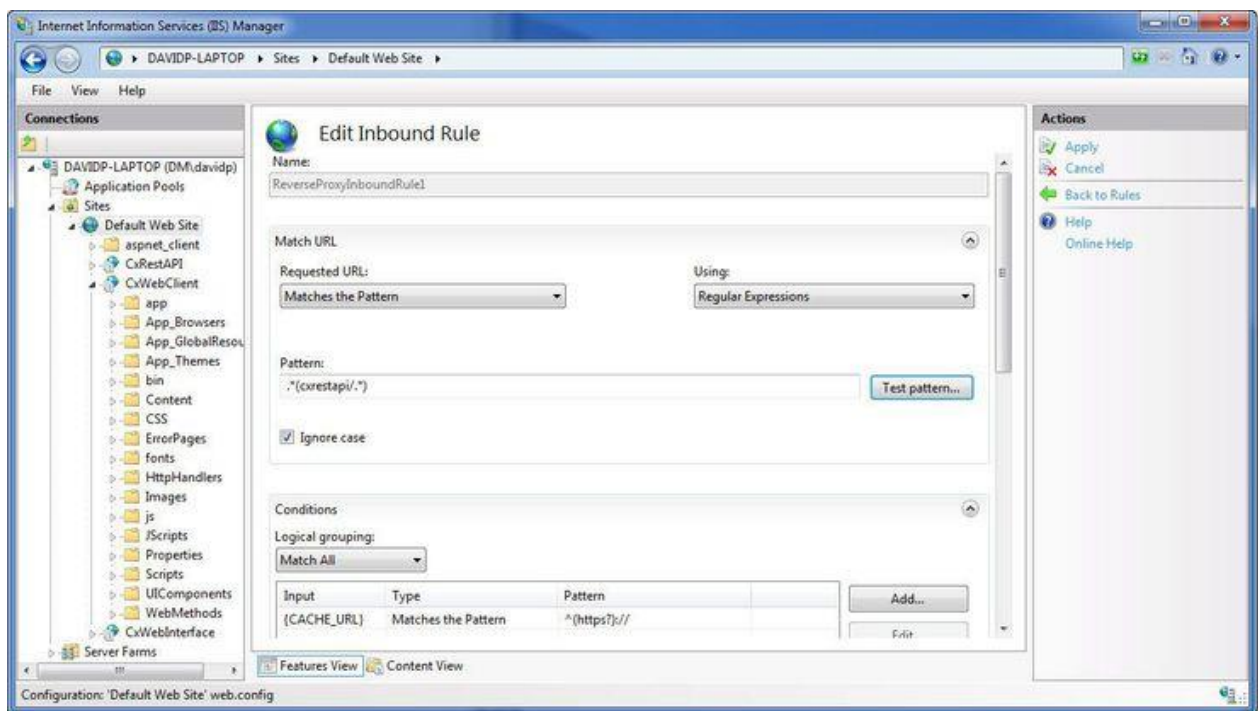 Internet Information Services (IIS) Manager
DAVIDP-LAPTOP Sites Default Web Site
File View Help
Connections
DAVIDP-LAPTOP (DM\davidp)
Application Pools
Sites
Default Web Site
aspnet_client
CxRestAPI
CxWebClient
app
App_Browsers
App_GlobalResou
App_Themes
bin
Content
CSS
ErrorPages
fonts
HttpHandlers
Images
js
JScripts
Properties
Scripts
UIComponents
WebMethods
CxWebInterface
Server Farms
Edit Inbound Rule
Name:
ReverseProxyInboundRule1
Match URL
Requested URL: Using:
Matches the Pattern Regular Expressions
Pattern:
.*(cxrestapi/.*) Test pattern...
Ignore case
Conditions
Logical grouping:
Match All
Input Type Pattern
{CACHE_URL} Matches the Pattern ^(https?)://
Add...
Edit
Features View Content View
Actions
Apply
Cancel
Back to Rules
Help
Online Help
Configuration: 'Default Web Site' web.config